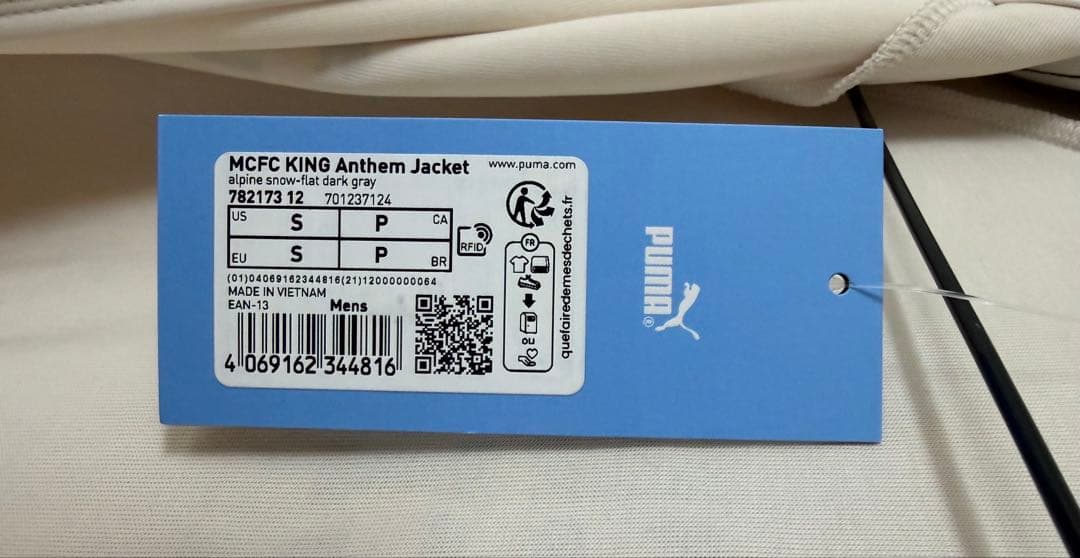 MCFC KING Anthem Jacket
www.puma.com
alpine snow-flat dark gray
782173 12 701237124
US S P CA
EU S P BR
RFID
(01)04069162344816(21)12000000064
MADE IN VIETNAM
EAN-13 Mens
4 069162 344816
FR
OU
quefairedemesdechets.fr
PUMA®